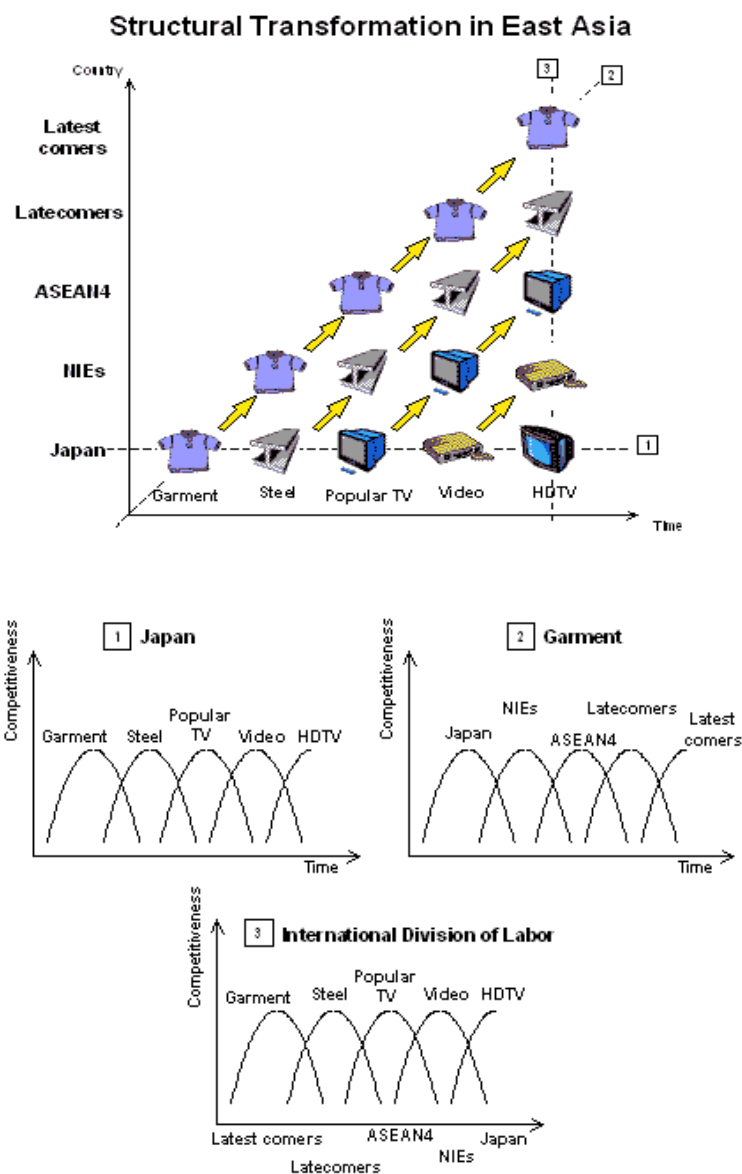 Structural Transformation in East Asia
Country
3
2
Latest
comers
Latecomers
ASEAN4
NIEs
Japan
1
Garment Steel Popular TV Video HDTV
Time
1 Japan
Competitiveness
Garment Steel Popular
TV Video HDTV
Time
2 Garment
Competitiveness
Japan NIEs ASEAN4 Latecomers Latest
comers
Time
3 International Division of Labor
Competitiveness
Garment Steel Popular
TV Video HDTV
Latest comers Latecomers ASEAN4 NIEs Japan